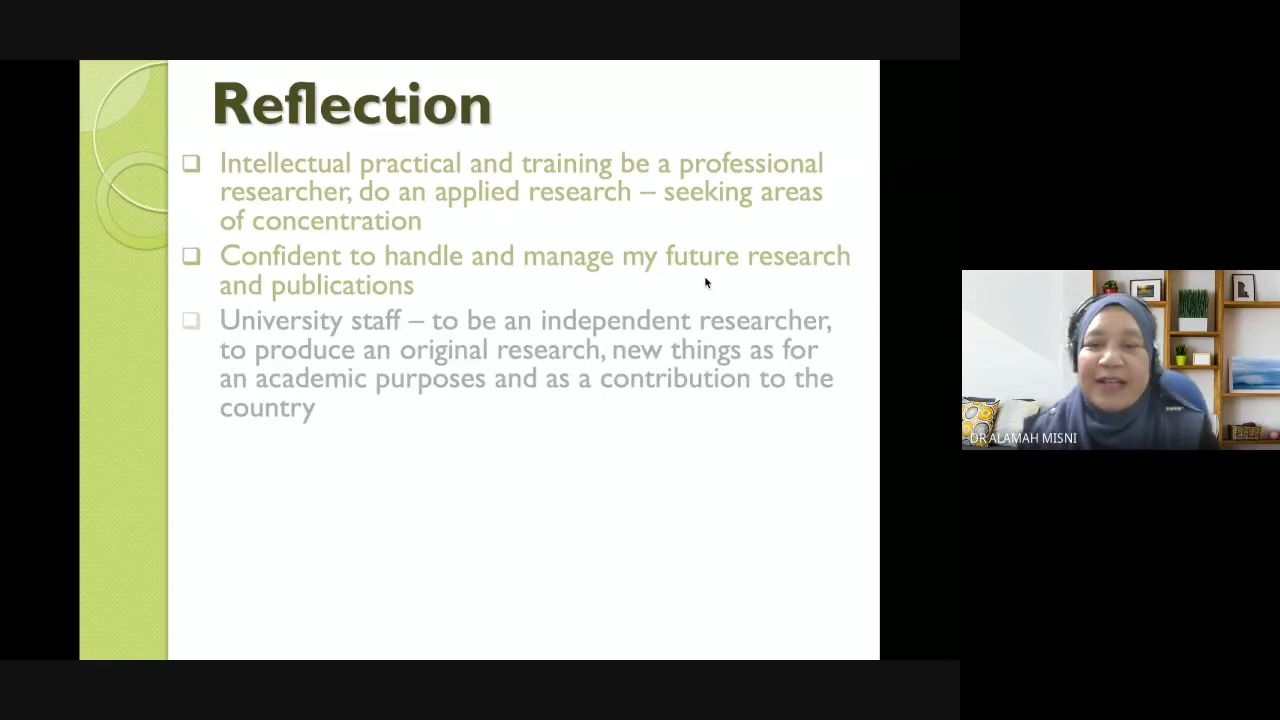 Reflection
Intellectual practical and training be a professional
researcher, do an applied research – seeking areas
of concentration
Confident to handle and manage my future research
and publications
University staff – to be an independent researcher,
to produce an original research, new things as for
an academic purposes and as a contribution to the
country
DR ALAMAH MISNI